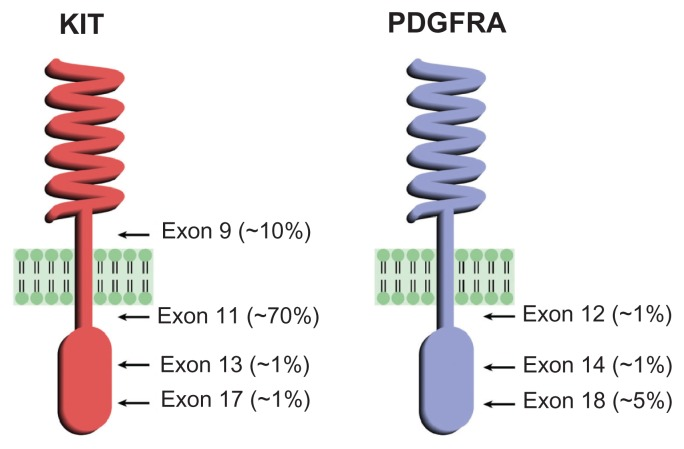 KIT
PDGFRA
Exon 9 (~10%)
Exon 11 (~70%)
Exon 12 (~1%)
Exon 13 (~1%)
Exon 14 (~1%)
Exon 17 (~1%)
Exon 18 (~5%)